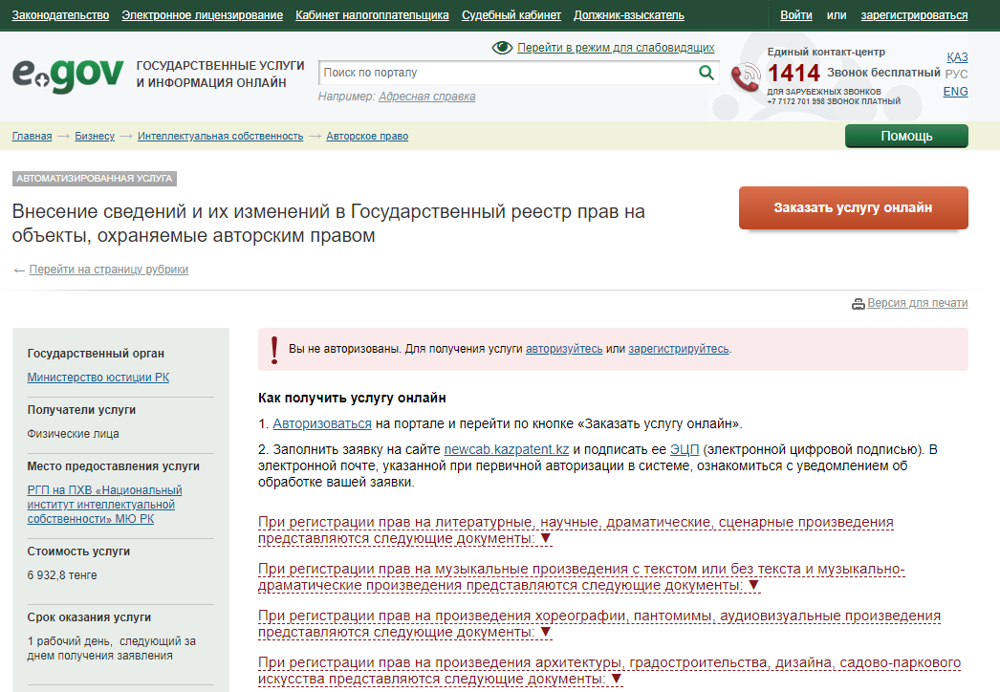 Законодательство Электронное лицензирование Кабинет налогоплательщика Судебный кабинет Должник-взыскатель Войти или зарегистрироваться
Перейти в режим для слабовидящих
e.gov
ГОСУДАРСТВЕННЫЕ УСЛУГИ
И ИНФОРМАЦИЯ ОНЛАЙН
Поиск по порталу
Например: Адресная справка
Единый контакт-центр
1414 Звонок бесплатный
ДЛЯ ЗАРУБЕЖНЫХ ЗВОНКОВ
+7 7172 701 998 ЗВОНОК ПЛАТНЫЙ
ҚАЗ
РУС
ENG
Главная → Бизнесу → Интеллектуальная собственность → Авторское право
Помощь
АВТОМАТИЗИРОВАННАЯ УСЛУГА
Внесение сведений и их изменений в Государственный реестр прав на
объекты, охраняемые авторским правом
Заказать услугу онлайн
← Перейти на страницу рубрики
Версия для печати
Государственный орган
Министерство юстиции РК
Получатели услуги
Физические лица
Место предоставления услуги
РГП на ПХВ «Национальный
институт интеллектуальной
собственности» МЮ РК
Стоимость услуги
6 932,8 тенге
Срок оказания услуги
1 рабочий день, следующий за
днем получения заявления
Вы не авторизованы. Для получения услуги авторизуйтесь или зарегистрируйтесь.
Как получить услугу онлайн
1. Авторизоваться на портале и перейти по кнопке «Заказать услугу онлайн».
2. Заполнить заявку на сайте newcab.kazpatent.kz и подписать ее ЭЦП (электронной цифровой подписью). В
электронной почте, указанной при первичной авторизации в системе, ознакомиться с уведомлением об
обработке вашей заявки.
При регистрации прав на литературные, научные, драматические, сценарные произведения
представляются следующие документы: ▼
При регистрации прав на музыкальные произведения с текстом или без текста и музыкально-
драматические произведения представляются следующие документы: ▼
При регистрации прав на произведения хореографии, пантомимы, аудиовизуальные произведения
представляются следующие документы: ▼
При регистрации прав на произведения архитектуры, градостроительства, дизайна, садово-паркового
искусства представляются следующие документы: ▼